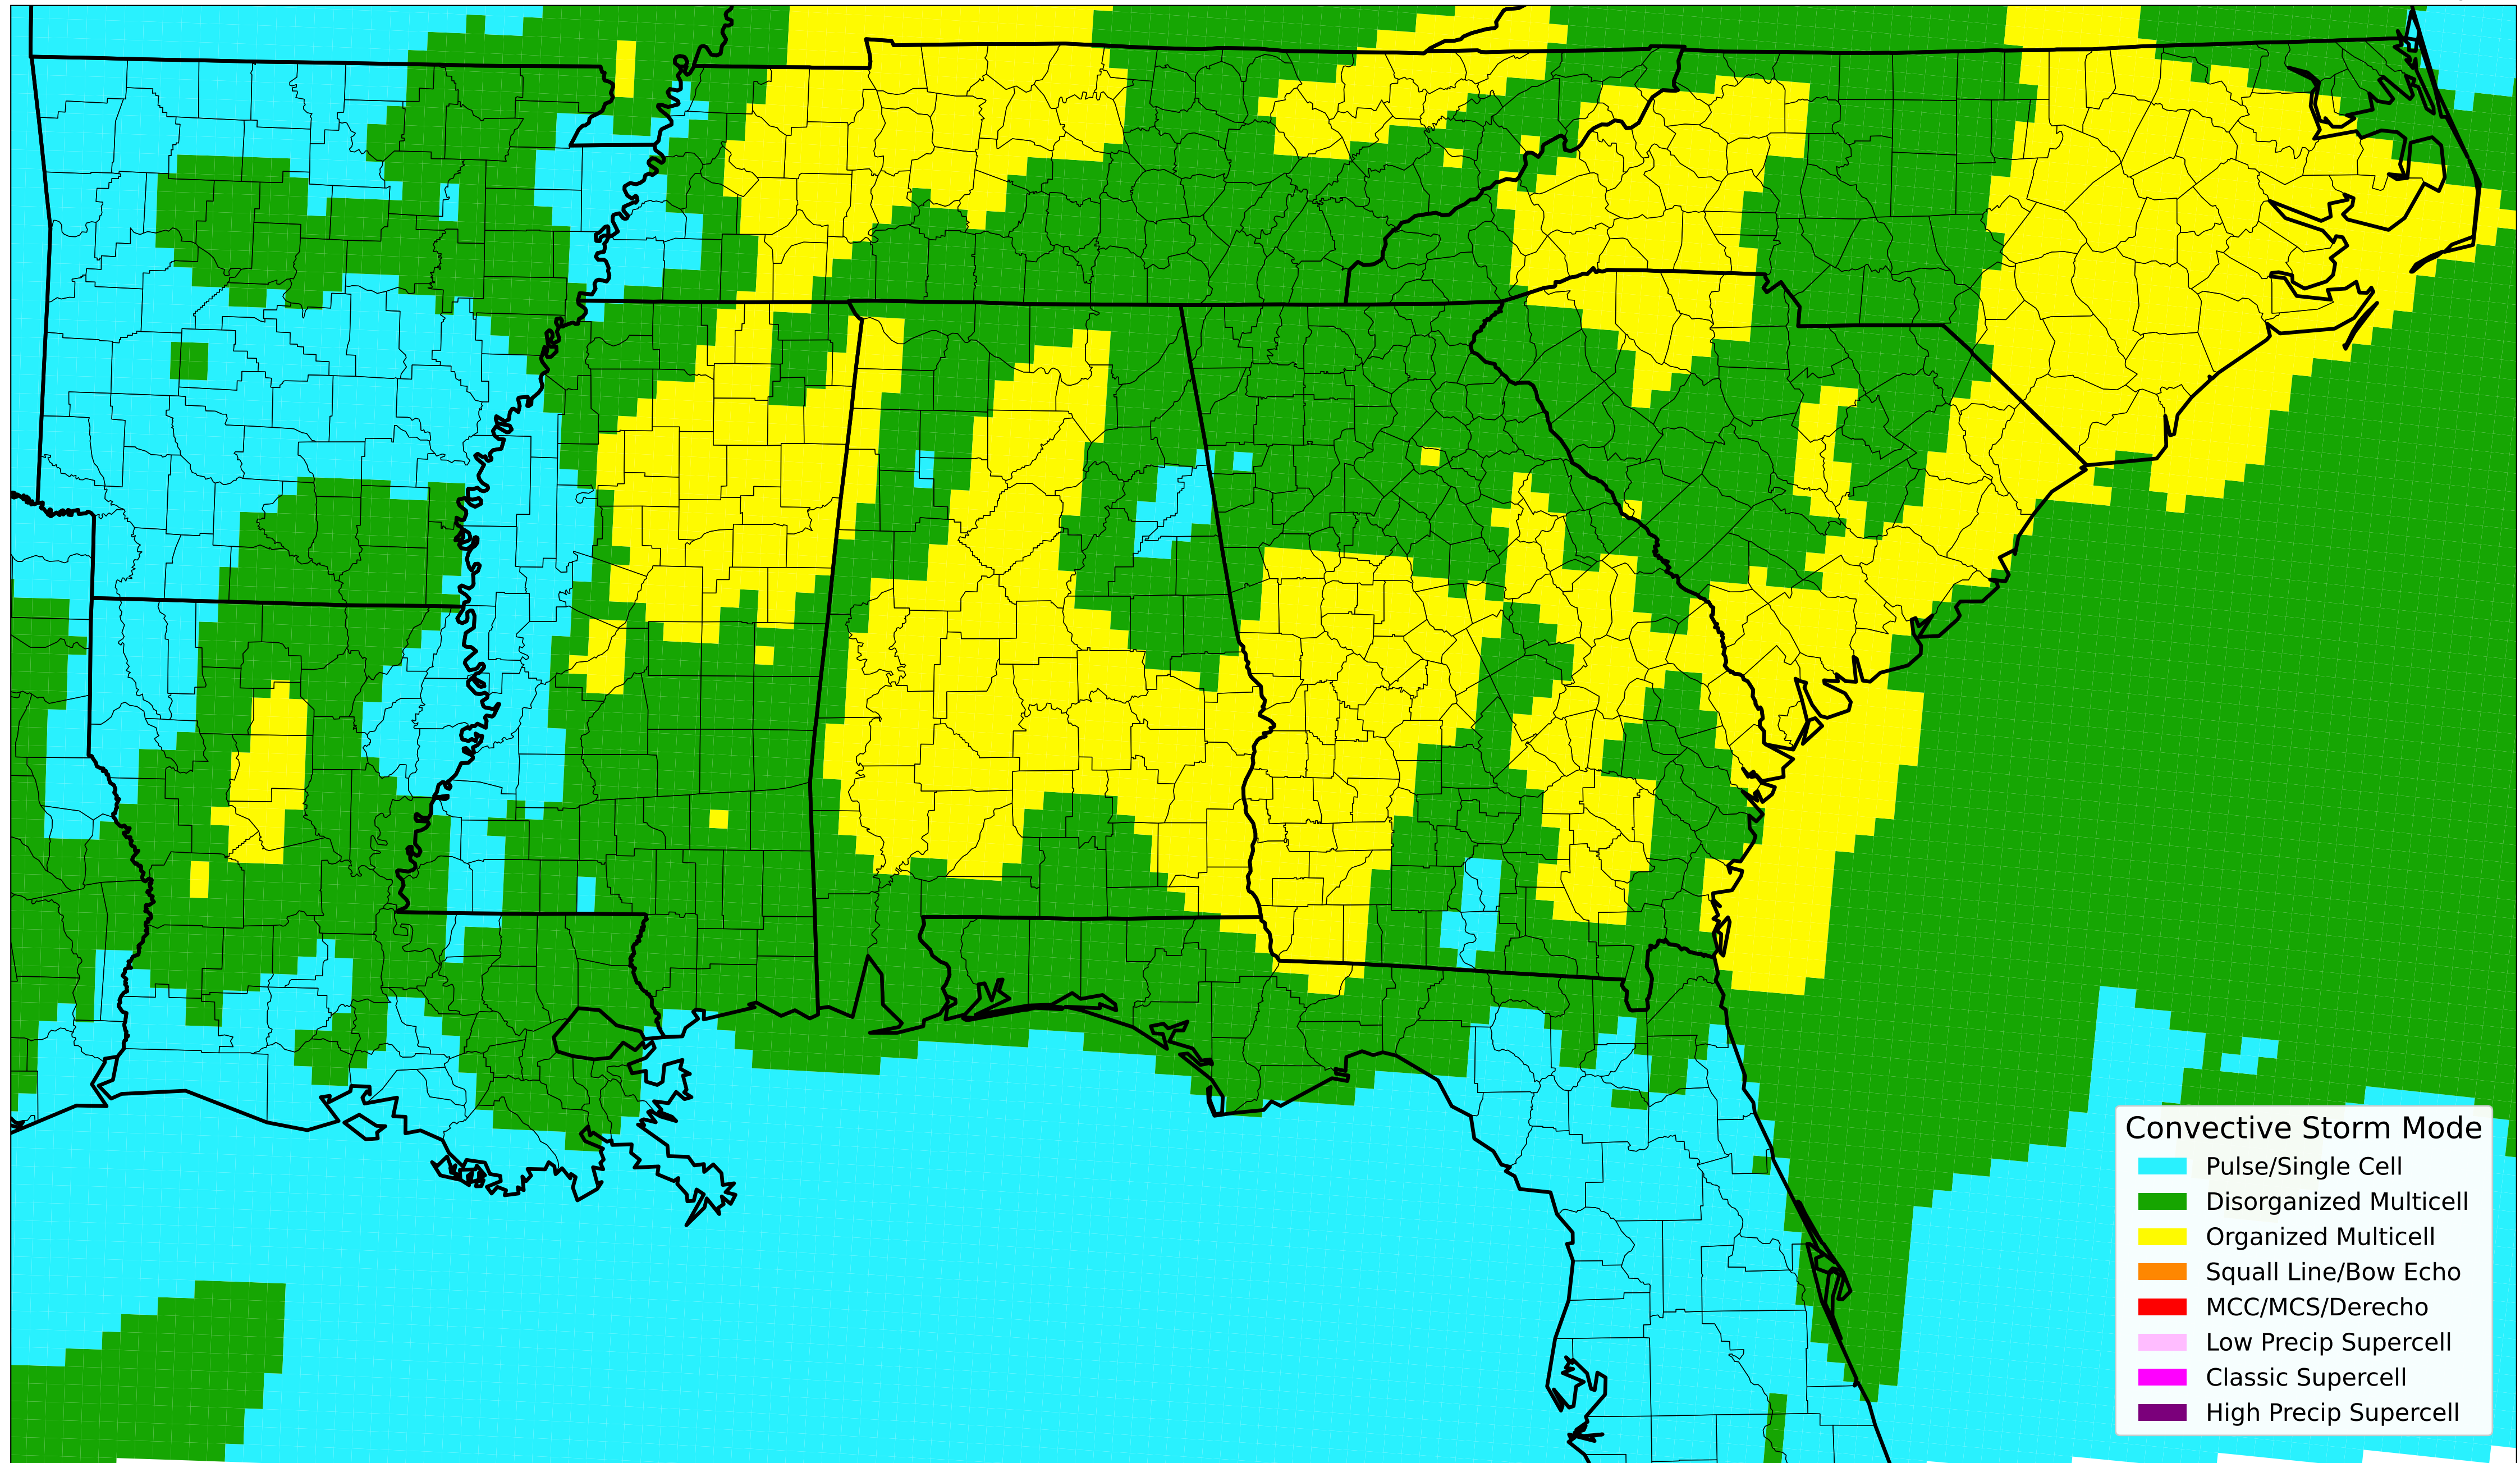 Convective Storm Mode
Pulse/Single Cell
Disorganized Multicell
Organized Multicell
Squall Line/Bow Echo
MCC/MCS/Derecho
Low Precip Supercell
Classic Supercell
High Precip Supercell